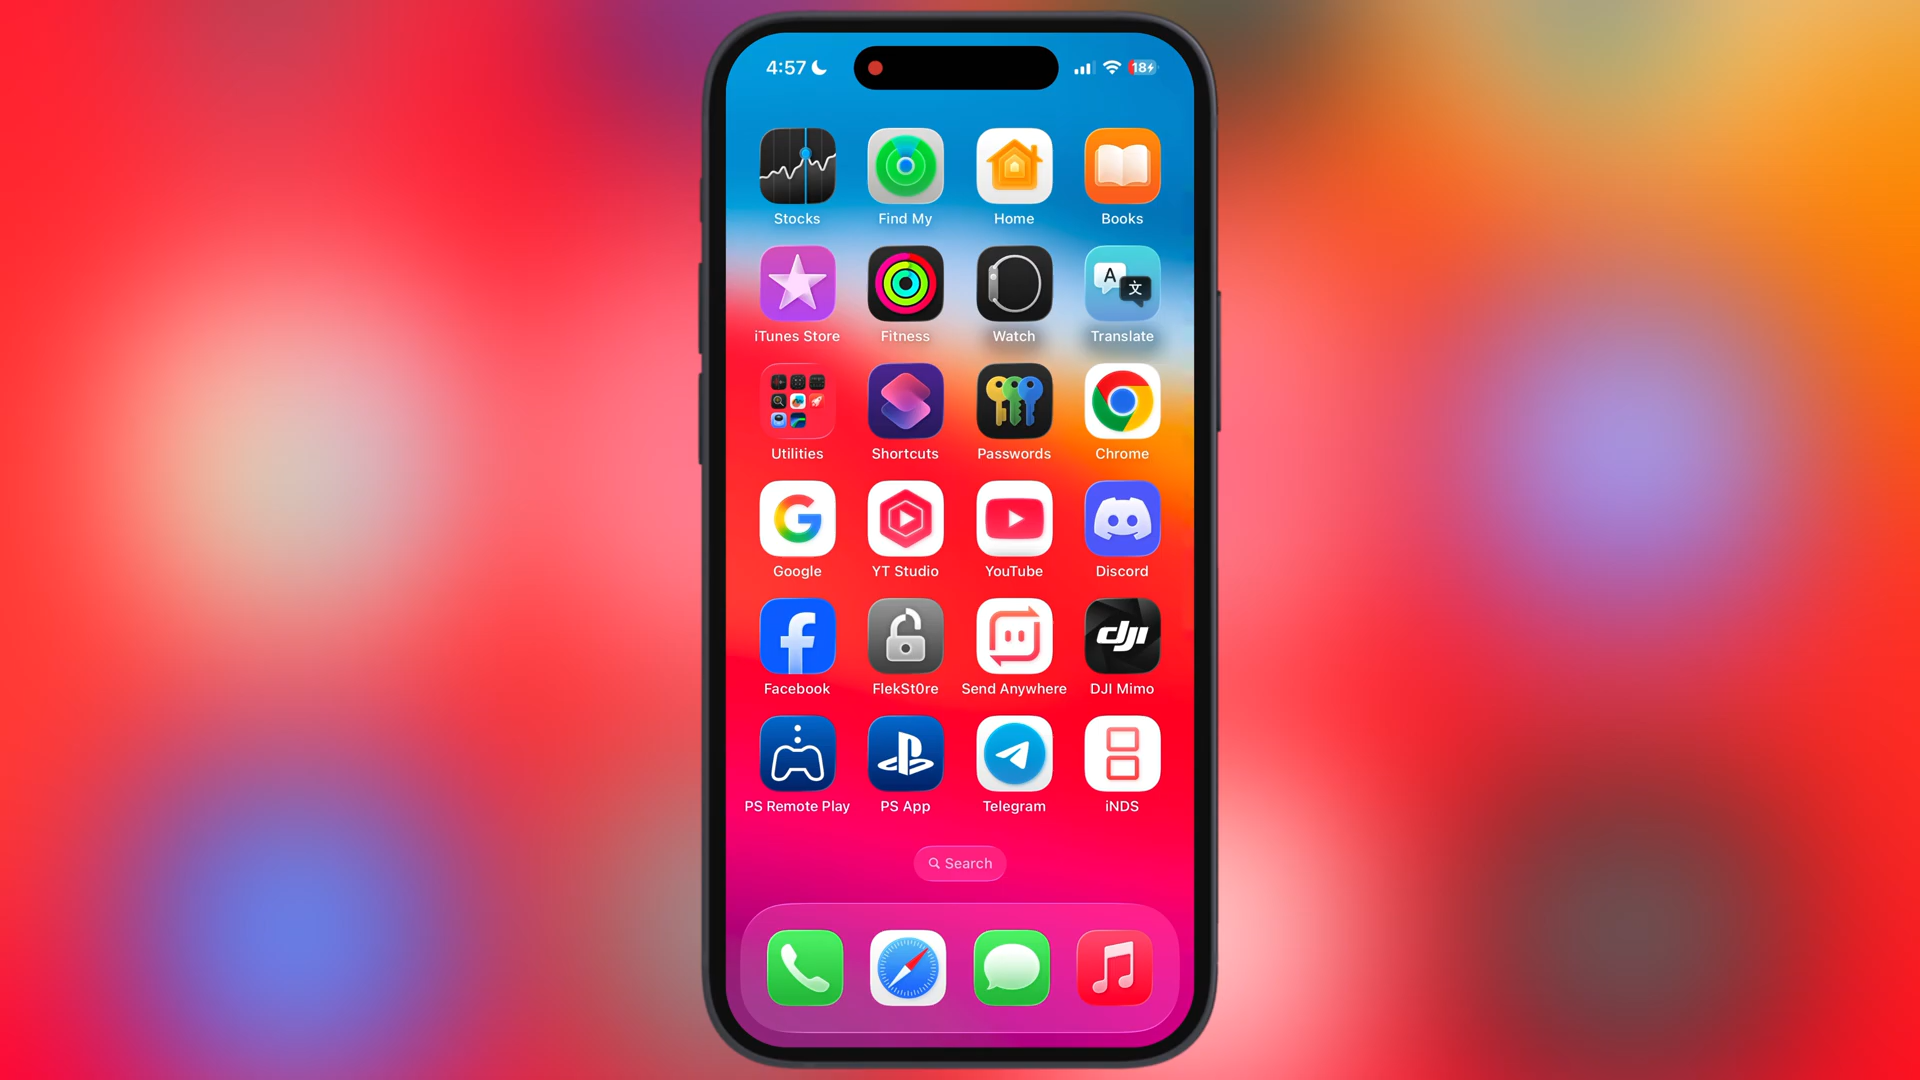 4:57 18
Stocks Find My Home Books
A 文
iTunes Store Fitness Watch Translate
Utilities Shortcuts Passwords Chrome
G
Google YT Studio YouTube Discord
f dji
Facebook FlekSt0re Send Anywhere DJI Mimo
PS Remote Play PS App Telegram iNDS
Search